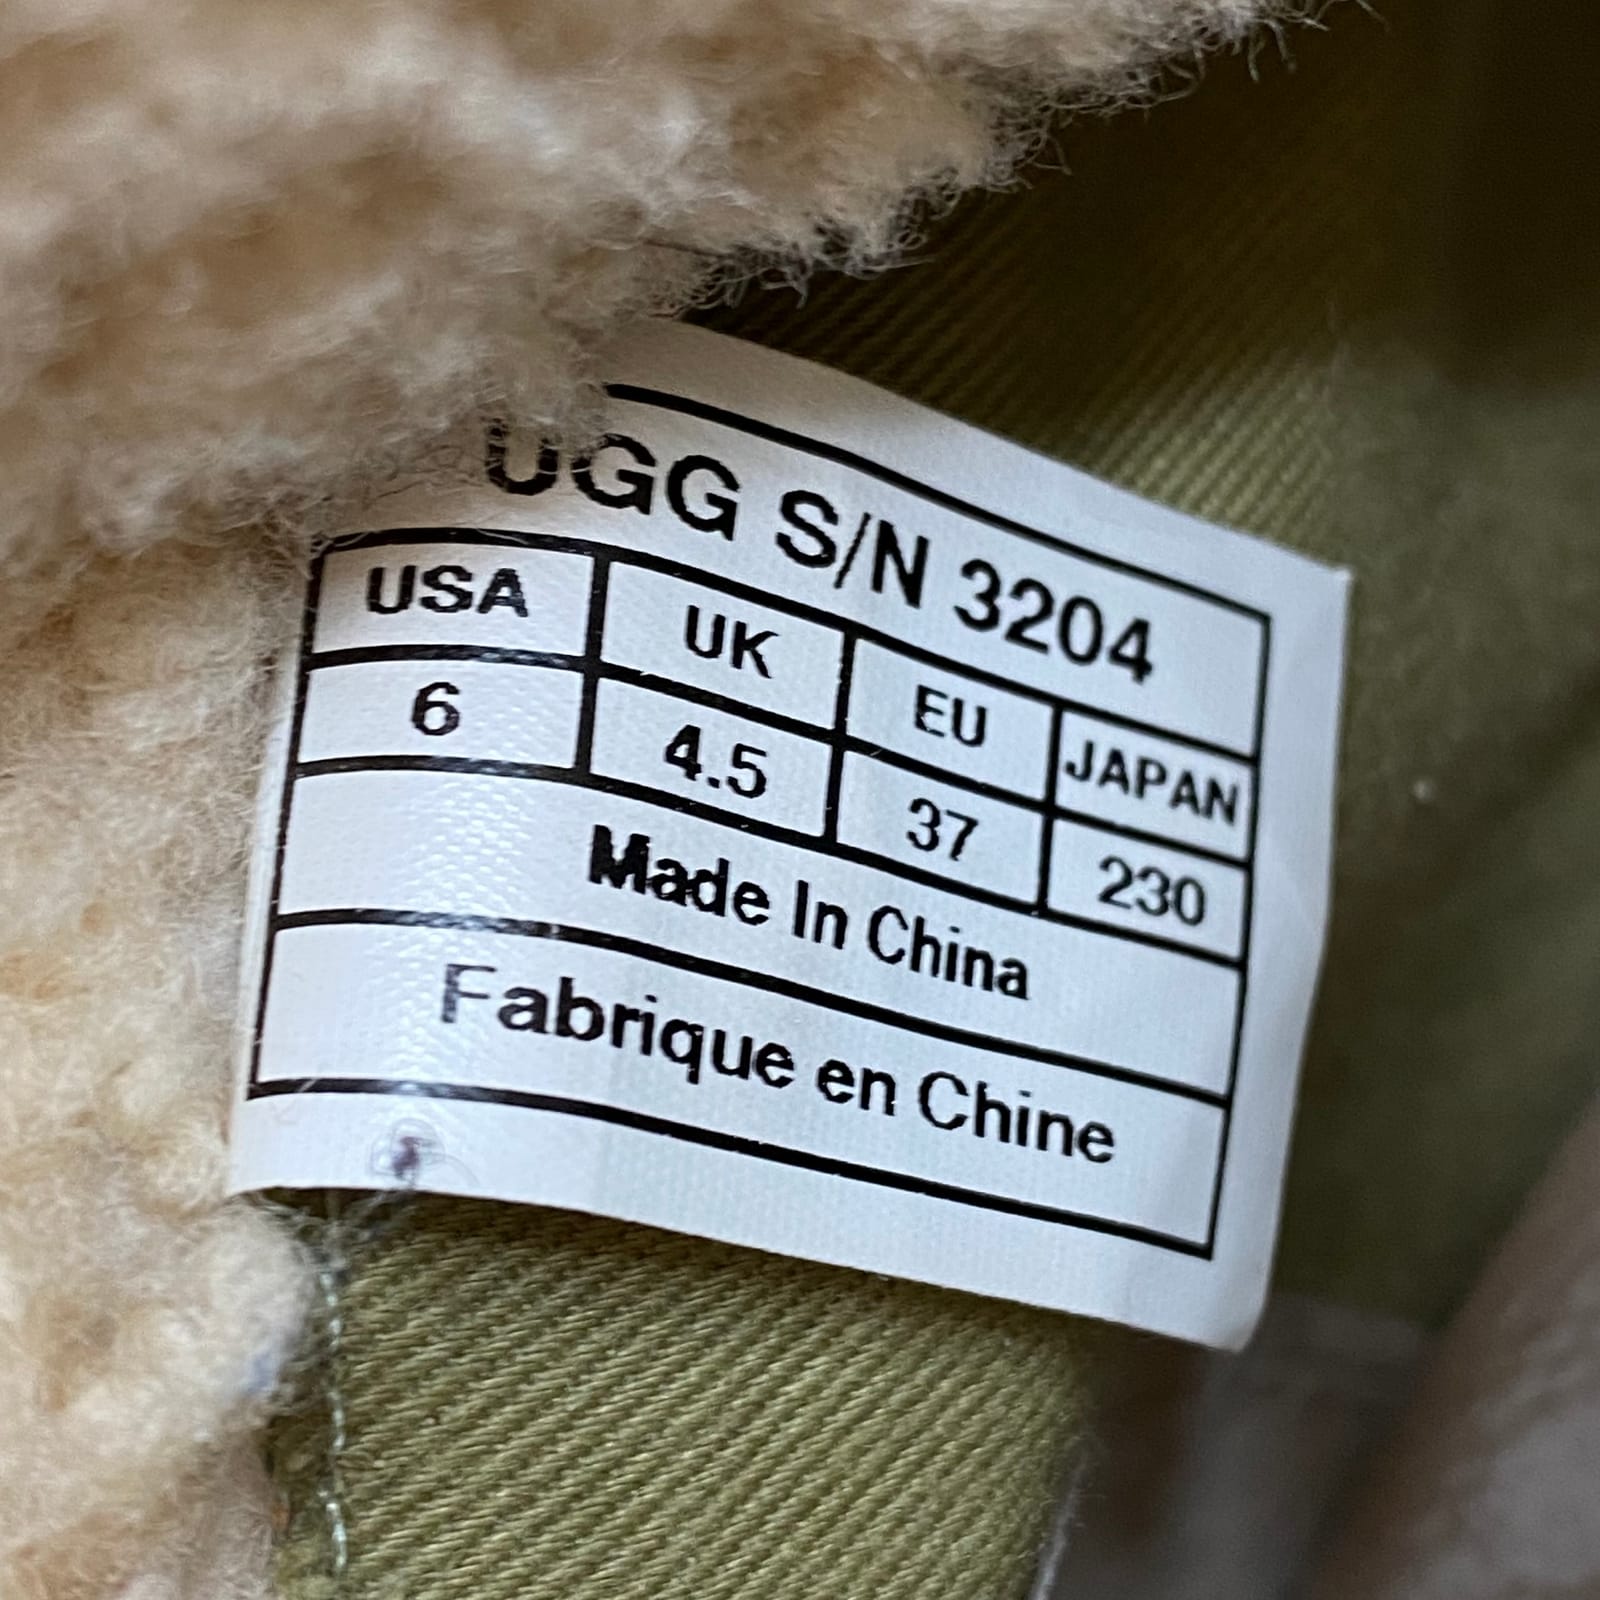 UGG S/N 3204
USA UK EU JAPAN
6 4.5 37 230
Made In China
Fabrique en Chine